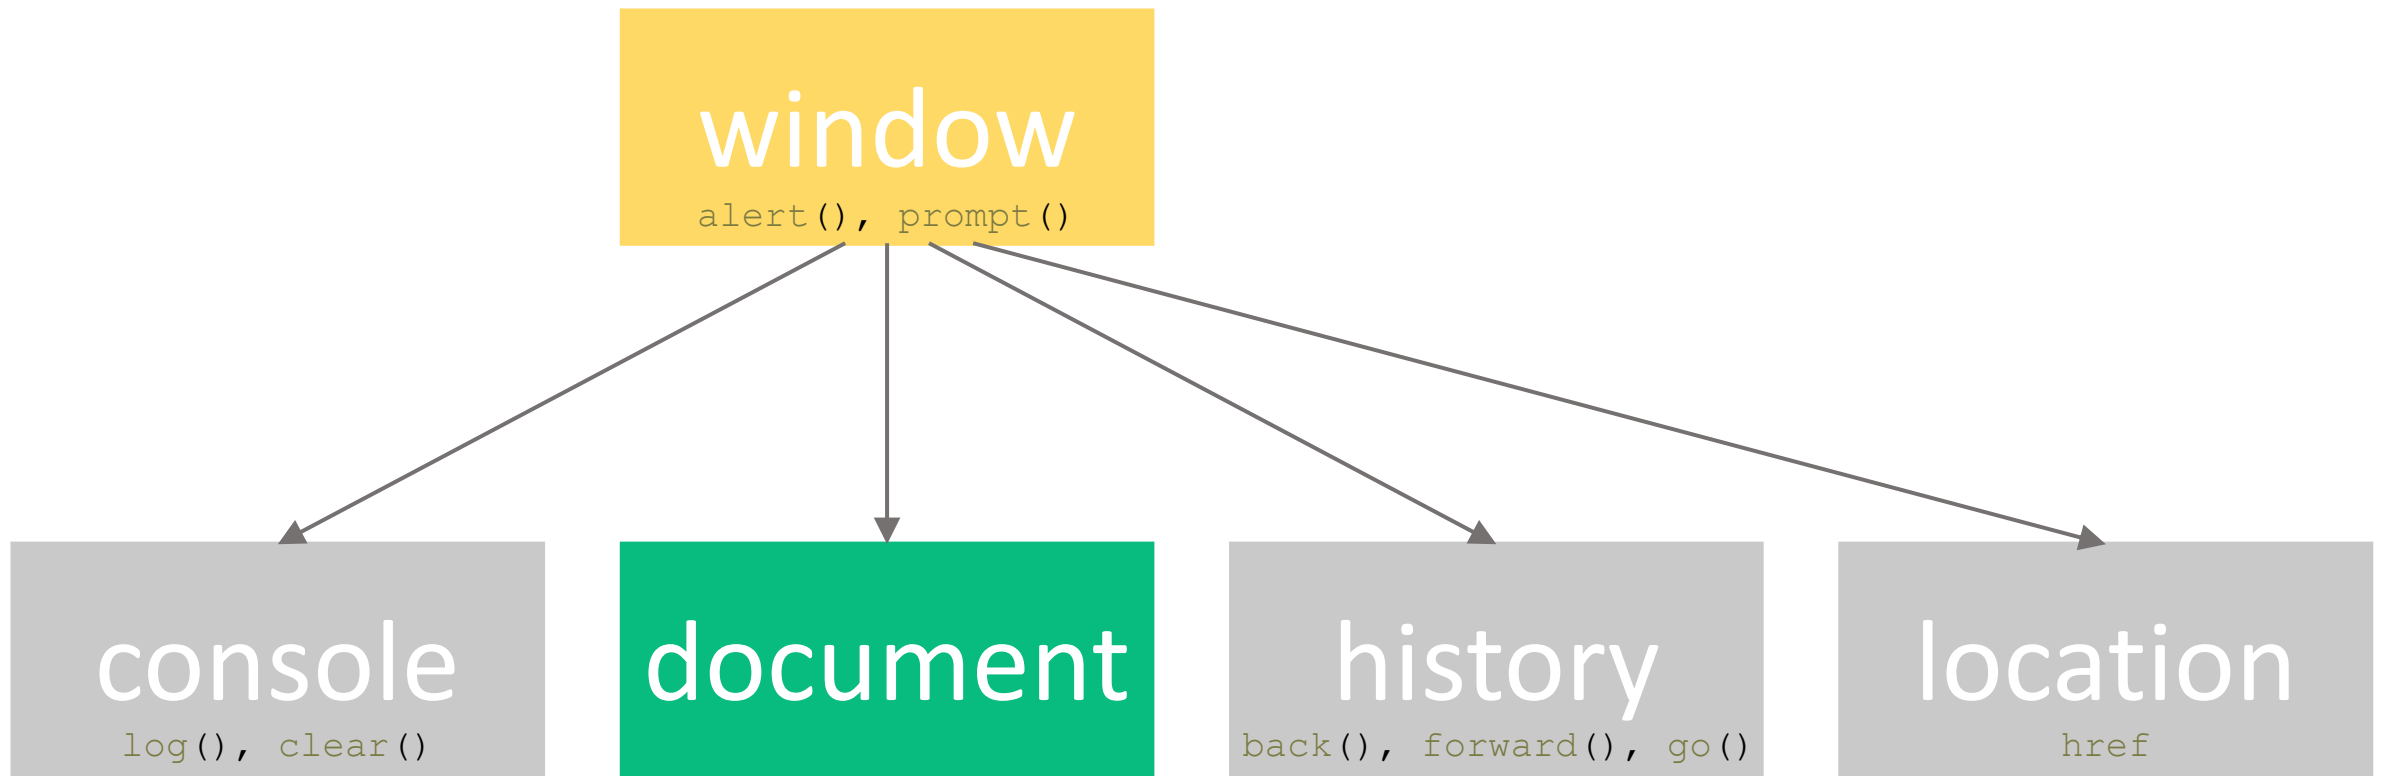 window
alert(), prompt()
console
log(), clear()
document
history
back(), forward(), go()
location
href